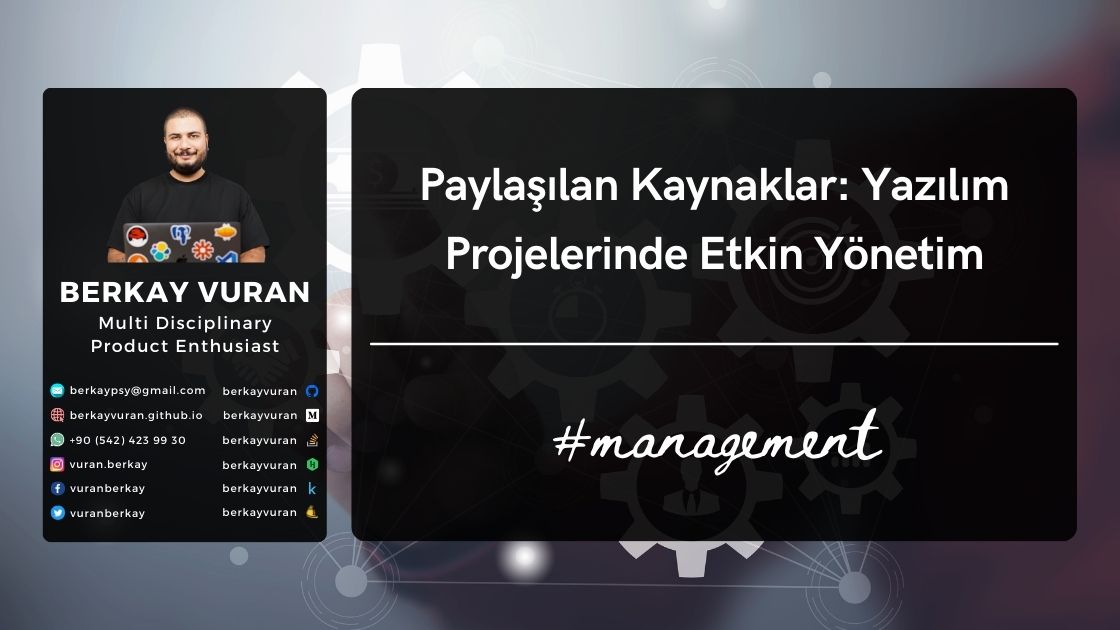 BERKAY VURAN
Multi Disciplinary
Product Enthusiast
berkaypsy@gmail.com
berkayvuran
berkayvuran.github.io
berkayvuran
+90 (542) 423 99 30
berkayvuran
vuran.berkay
berkayvuran
vuranberkay
berkayvuran
vuranberkay
berkayvuran
Paylaşılan Kaynaklar: Yazılım
Projelerinde Etkin Yönetim
#management